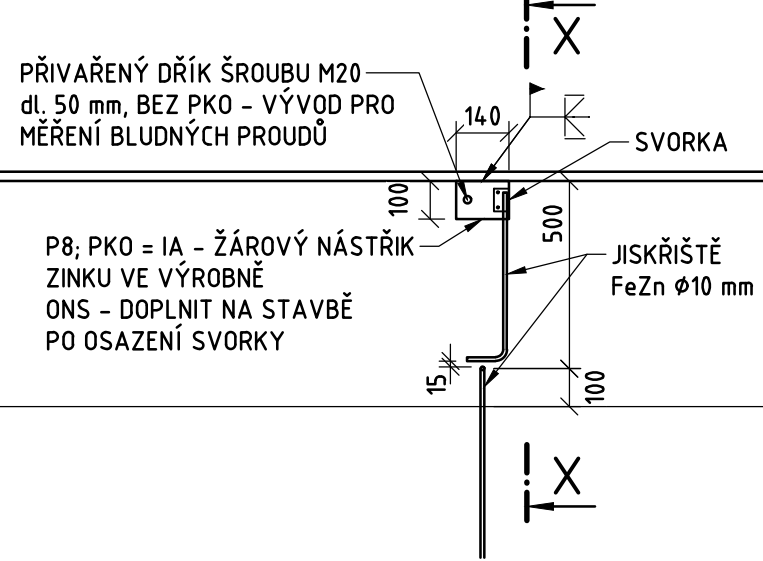 X
PŘIVAŘENÝ DŘÍK ŠROUBU M20
dl. 50 mm, BEZ PKO - VÝVOD PRO
MĚŘENÍ BLUDNÝCH PROUDŮ
140
SVORKA
100
500
P8; PKO = IA - ŽÁROVÝ NÁSTŘIK
ZINKU VE VÝROBNĚ
ONS - DOPLNIT NA STAVBĚ
PO OSAZENÍ SVORKY
JISKŘIŠTĚ
FeZn Ø10 mm
15
100
X